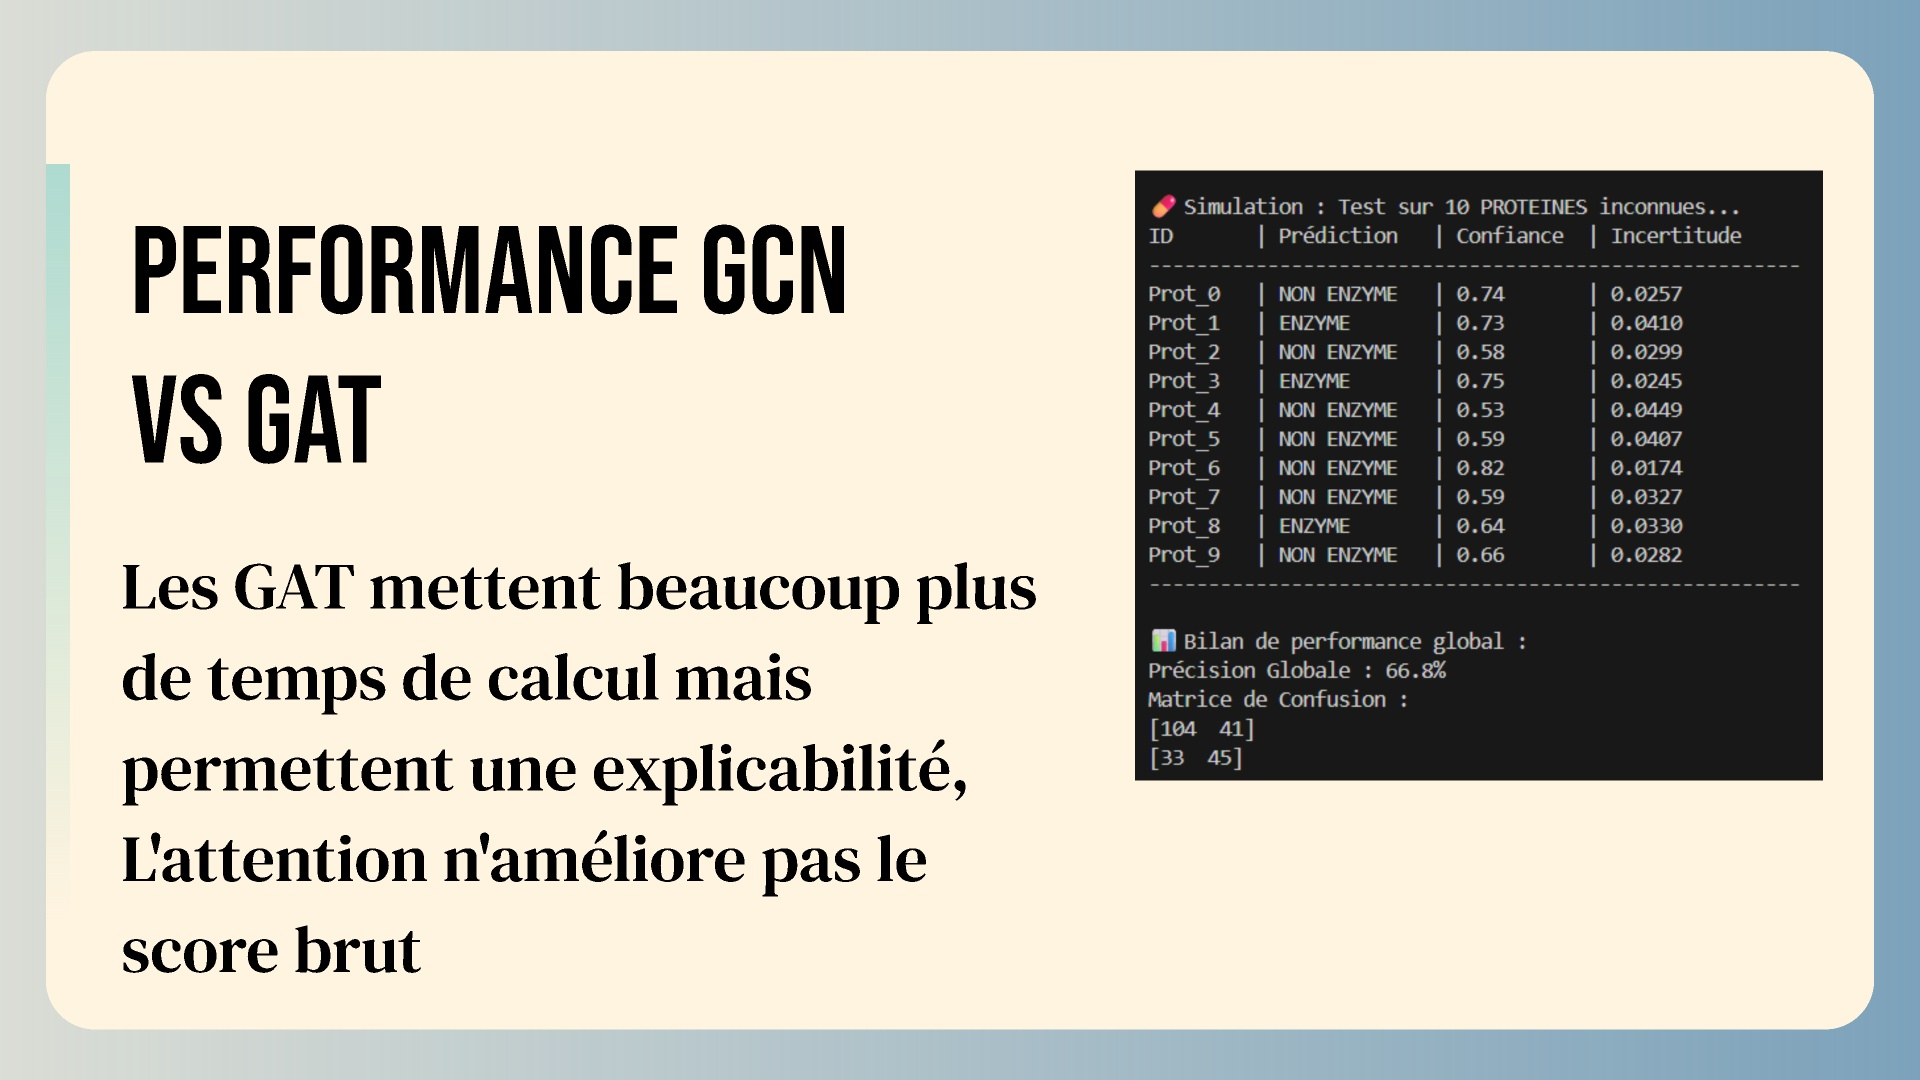 PERFORMANCE GCN
VS GAT
Les GAT mettent beaucoup plus
de temps de calcul mais
permettent une explicabilité,
L'attention n'améliore pas le
score brut
Simulation : Test sur 10 PROTEINES inconnues...
ID | Prédiction | Confiance | Incertitude
-------------------------------------------------------
Prot_0 | NON ENZYME | 0.74 | 0.0257
Prot_1 | ENZYME | 0.73 | 0.0410
Prot_2 | NON ENZYME | 0.58 | 0.0299
Prot_3 | ENZYME | 0.75 | 0.0245
Prot_4 | NON ENZYME | 0.53 | 0.0449
Prot_5 | NON ENZYME | 0.59 | 0.0407
Prot_6 | NON ENZYME | 0.82 | 0.0174
Prot_7 | NON ENZYME | 0.59 | 0.0327
Prot_8 | ENZYME | 0.64 | 0.0330
Prot_9 | NON ENZYME | 0.66 | 0.0282
-------------------------------------------------------
Bilan de performance global :
Précision Globale : 66.8%
Matrice de Confusion :
[104 41]
[33 45]